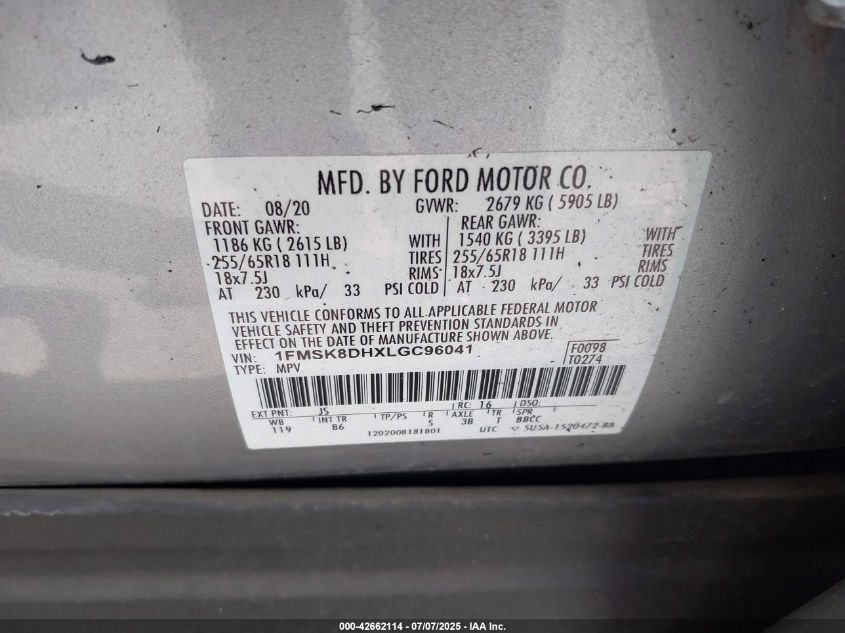 MFD. BY FORD MOTOR CO.
DATE: 08/20 GVWR: 2679 KG ( 5905 LB)
FRONT GAWR: REAR GAWR:
1186 KG ( 2615 LB) WITH 1540 KG ( 3395 LB) WITH
255/65R18 111H TIRES 255/65R18 111H TIRES
18x7.5J RIMS 18x7.5J RIMS
AT 230 kPa/ 33 PSI COLD AT 230 kPa/ 33 PSI COLD
THIS VEHICLE CONFORMS TO ALL APPLICABLE FEDERAL MOTOR
VEHICLE SAFETY AND THEFT PREVENTION STANDARDS IN
EFFECT ON THE DATE OF MANUFACTURE SHOWN ABOVE.
VIN: 1FMSK8DHXLGC96041 F0098
TYPE: MPV T0274
EXT PNT: JS RC: 16 DSO:
WB INT TR TP/PS R AXLE TR SPR
119 B6 S 3B T BBCC
1202008181801 UTC ▽ 5U5A-1520472-BA
000-42662114 - 07/07/2025 - IAA Inc.